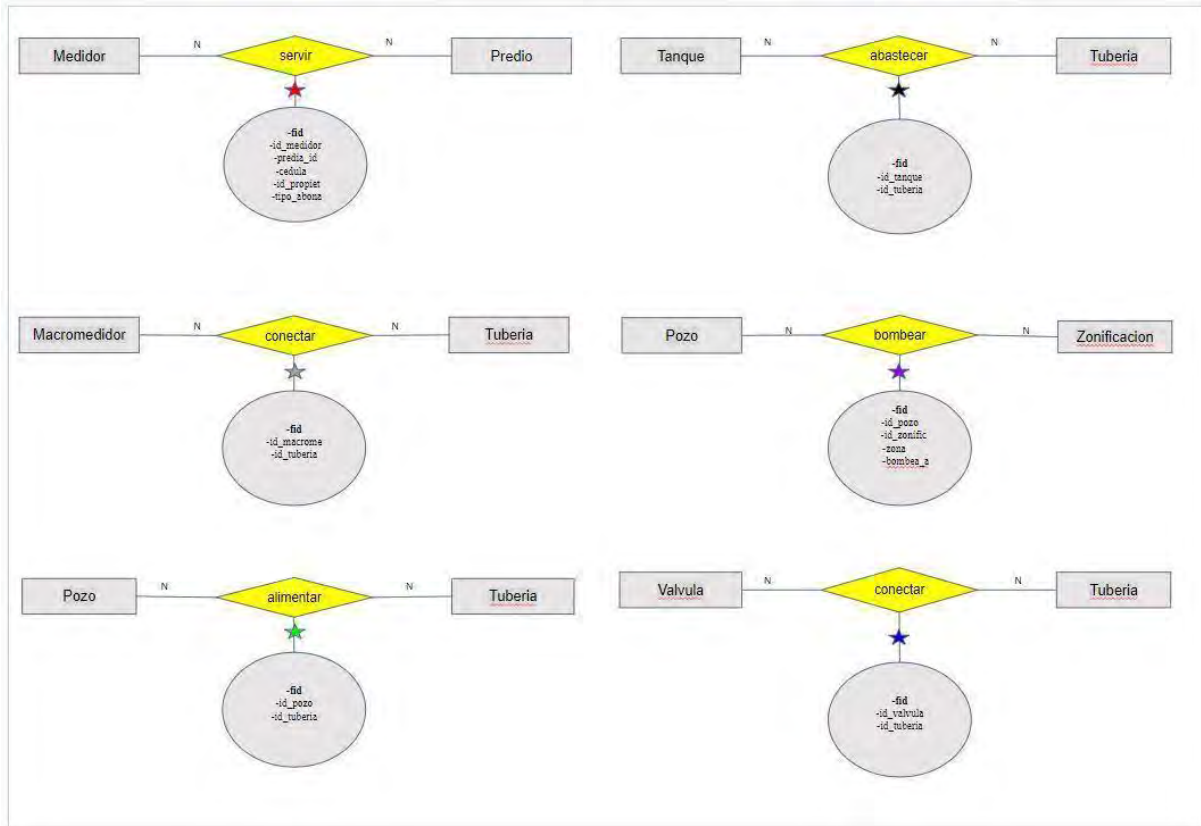 Medidor
N
servir
N
Predio
-fid
-id_medidor
-predia_id
-cedula
-id_propiet
-tipo_abona
Tanque
N
abastecer
N
Tuberia
-fid
-id_tanque
-id_tuberia
Macromedidor
N
conectar
N
Tuberia
-fid
-id_macrome
-id_tuberia
Pozo
N
bombear
N
Zonificacion
-fid
-id_pozo
-id_zonific
-zona
-bombea_a
Pozo
N
alimentar
N
Tuberia
-fid
-id_pozo
-id_tuberia
Valvula
N
conectar
N
Tuberia
-fid
-id_valvula
-id_tuberia